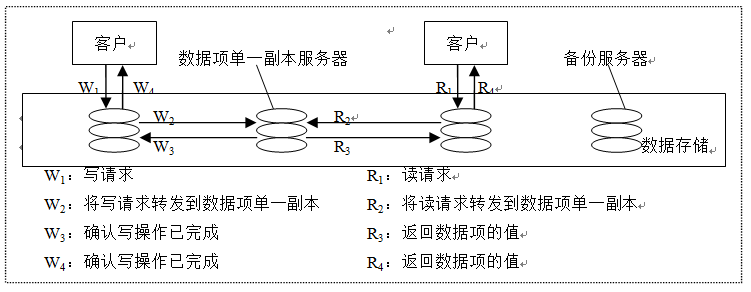 客户
客户
数据项单一副本服务器
备份服务器
W1
W4
R1
R4
W2
R2
W3
R3
数据存储
W1：写请求
R1：读请求
W2：将写请求转发到数据项单一副本
R2：将读请求转发到数据项单一副本
W3：确认写操作已完成
R3：返回数据项的值
W4：确认写操作已完成
R4：返回数据项的值